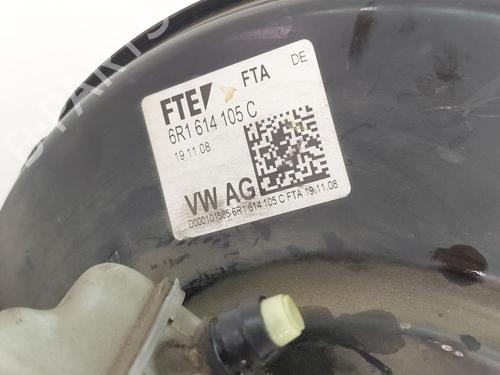 FTE FTA DE
6R1 614 105 C
19.11.08
VW AG
D000101585 6R1 614 105 C FTA 19.11.08
B-PARTS